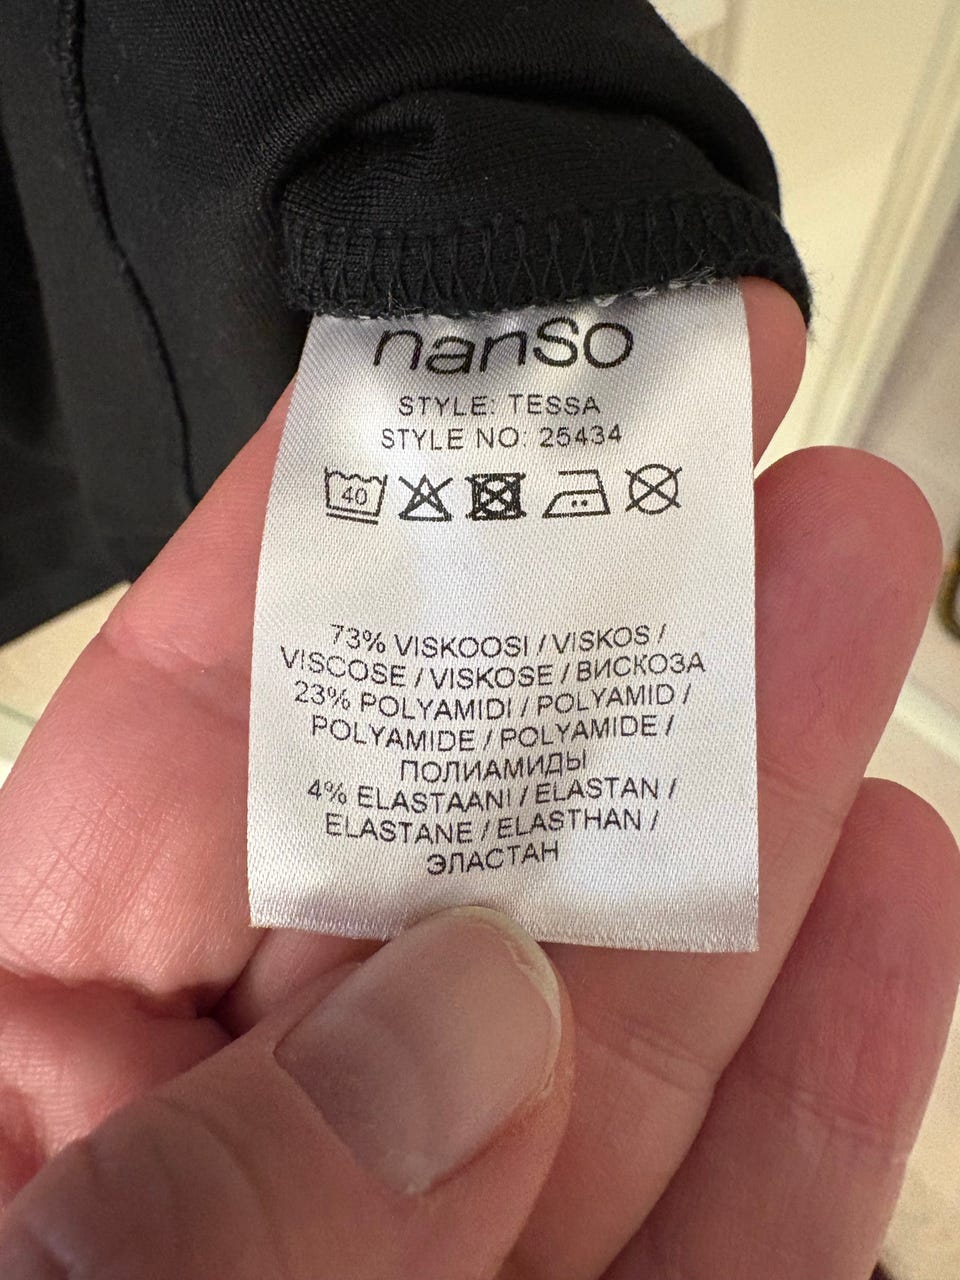 nanso
STYLE: TESSA
STYLE NO: 25434
40
73% VISKOOSI / VISKOS /
VISCOSE / VISKOSE / ВИСКОЗА
23% POLYAMIDI / POLYAMID /
POLYAMIDE / POLYAMIDE /
ПОЛИАМИДЫ
4% ELASTAANI / ELASTAN /
ELASTANE / ELASTHAN /
ЭЛАСТАН